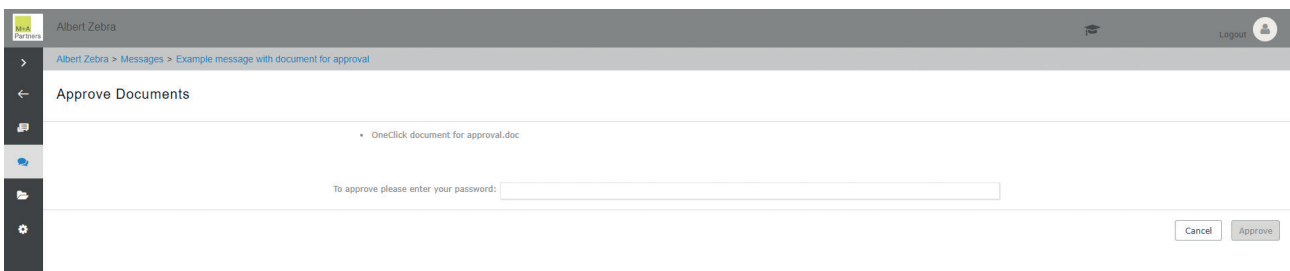 M+A
Partners
Albert Zebra
Logout
Albert Zebra > Messages > Example message with document for approval
Approve Documents
• OneClick document for approval.doc
To approve please enter your password:
Cancel
Approve